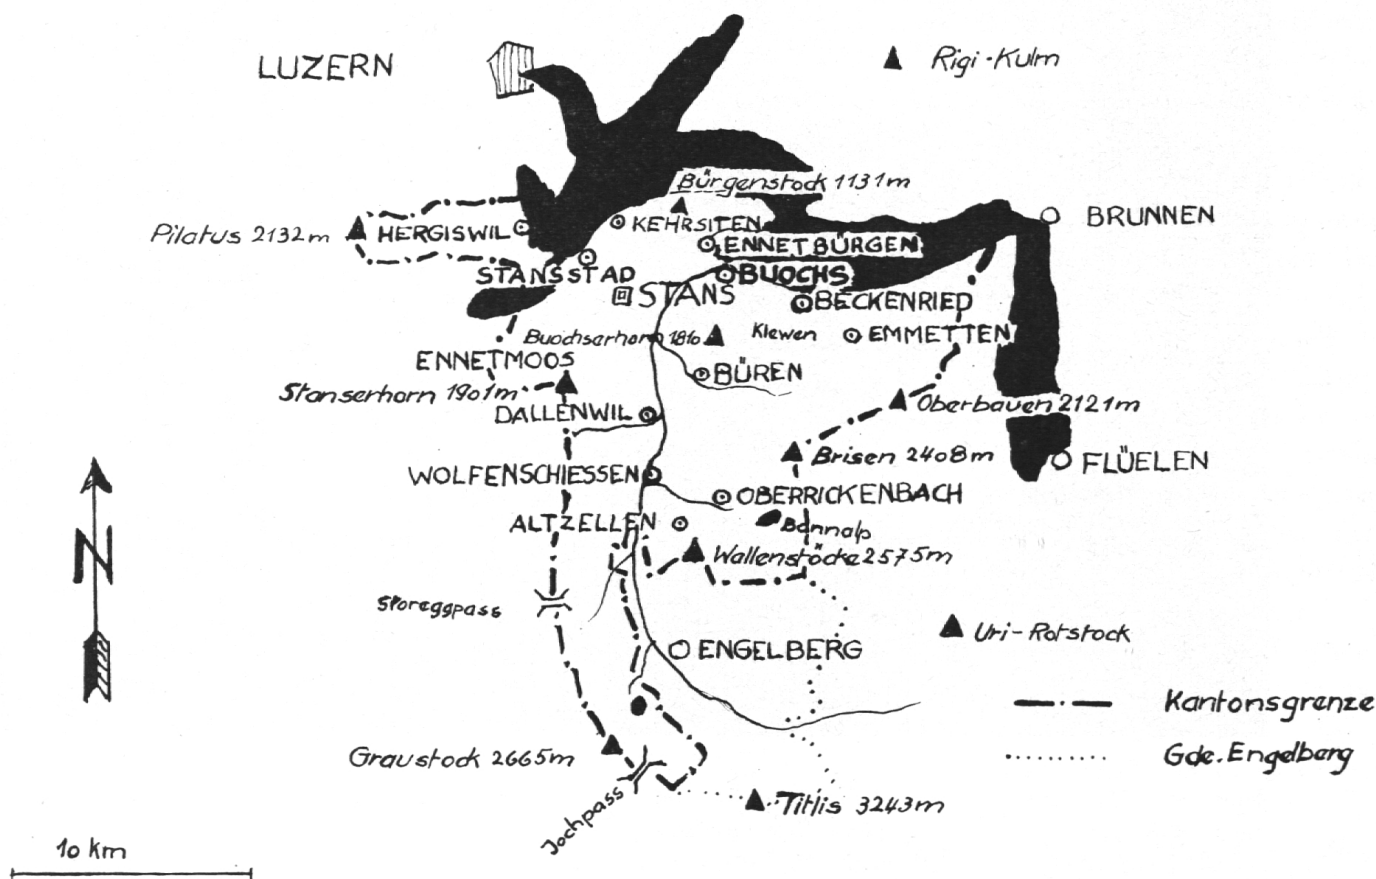 LUZERN
Rigi-Kulm
Bürgenstock 1131m
Pilatus 2132m
HERGISWIL
KEHRSITEN
BRUNNEN
ENNETBÜRGEN
STANSSTAD
BUOCHS
STANS
BECKENRIED
Buochserhorn 1810
Klewen
EMMETTEN
ENNETMOOS
BÜREN
Stanserhorn 1901m
Oberbauen 2121m
DALLENWIL
Brisen 2408m
FLÜELEN
WOLFENSCHIESSEN
OBERRICKENBACH
ALTZELLEN
Bannalp
N
Wallenstöcke 2575m
Storeggpass
Uri-Rotstock
ENGELBERG
Kantonsgrenze
Graustock 2665m
Gde. Engelberg
Jochpass
Titlis 3243m
10 km